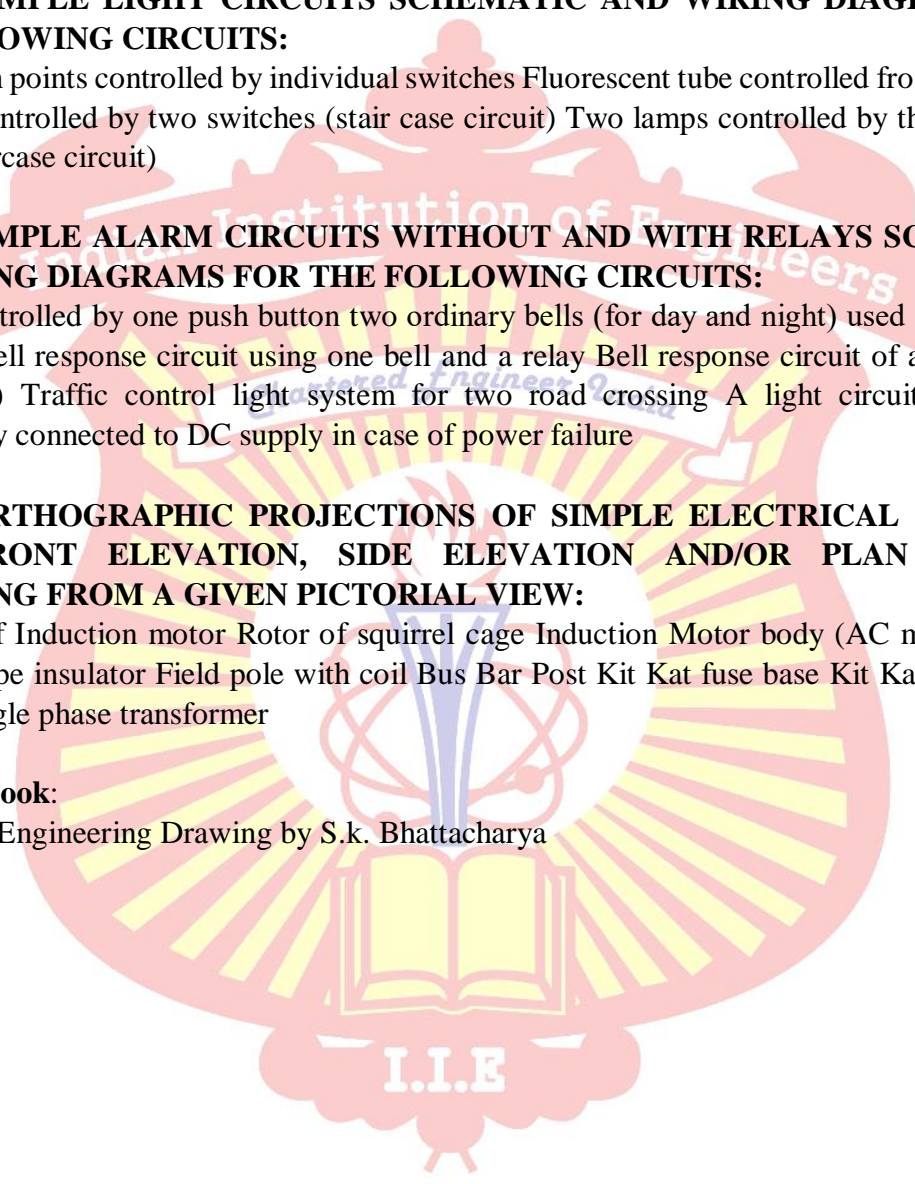 MPLE LIGHT CIRCUITS SCHEMATIC AND WIRING DIAG
OWING CIRCUITS:
n points controlled by individual switches Fluorescent tube controlled fro
ontrolled by two switches (stair case circuit) Two lamps controlled by th
rcase circuit)
MPLE ALARM CIRCUITS WITHOUT AND WITH RELAYS SC
NG DIAGRAMS FOR THE FOLLOWING CIRCUITS:
trolled by one push button two ordinary bells (for day and night) used
ell response circuit using one bell and a relay Bell response circuit of a
) Traffic control light system for two road crossing A light circuit
y connected to DC supply in case of power failure
RTHOGRAPHIC PROJECTIONS OF SIMPLE ELECTRICAL
RONT ELEVATION, SIDE ELEVATION AND/OR PLAN
NG FROM A GIVEN PICTORIAL VIEW:
f Induction motor Rotor of squirrel cage Induction Motor body (AC m
pe insulator Field pole with coil Bus Bar Post Kit Kat fuse base Kit Ka
gle phase transformer
ook:
Engineering Drawing by S.k. Bhattacharya
Indian Institution of Engineers
Chartered Engineer India
I.I.E